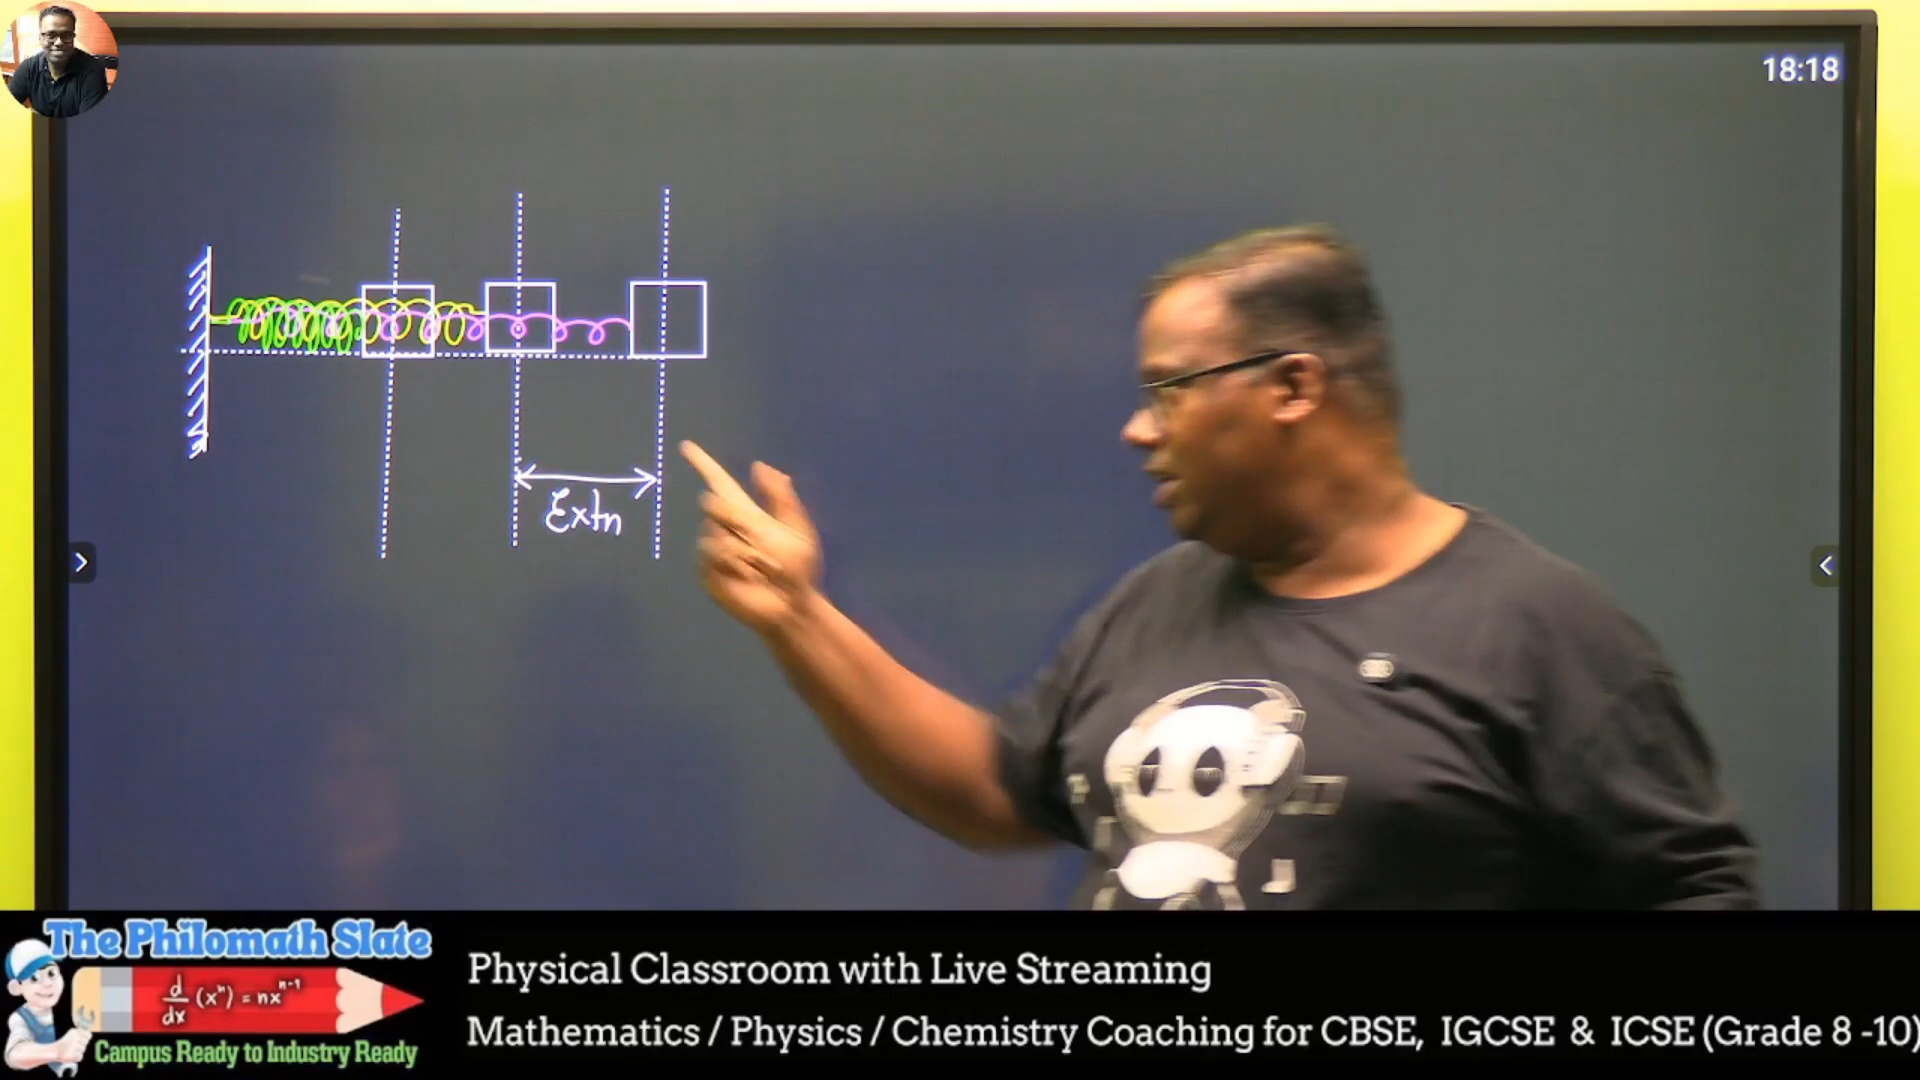 18:18
Extn
The Philomath Slate
d/dx (xⁿ) = nxⁿ⁻¹
Campus Ready to Industry Ready
Physical Classroom with Live Streaming
Mathematics / Physics / Chemistry Coaching for CBSE, IGCSE & ICSE (Grade 8 -10)